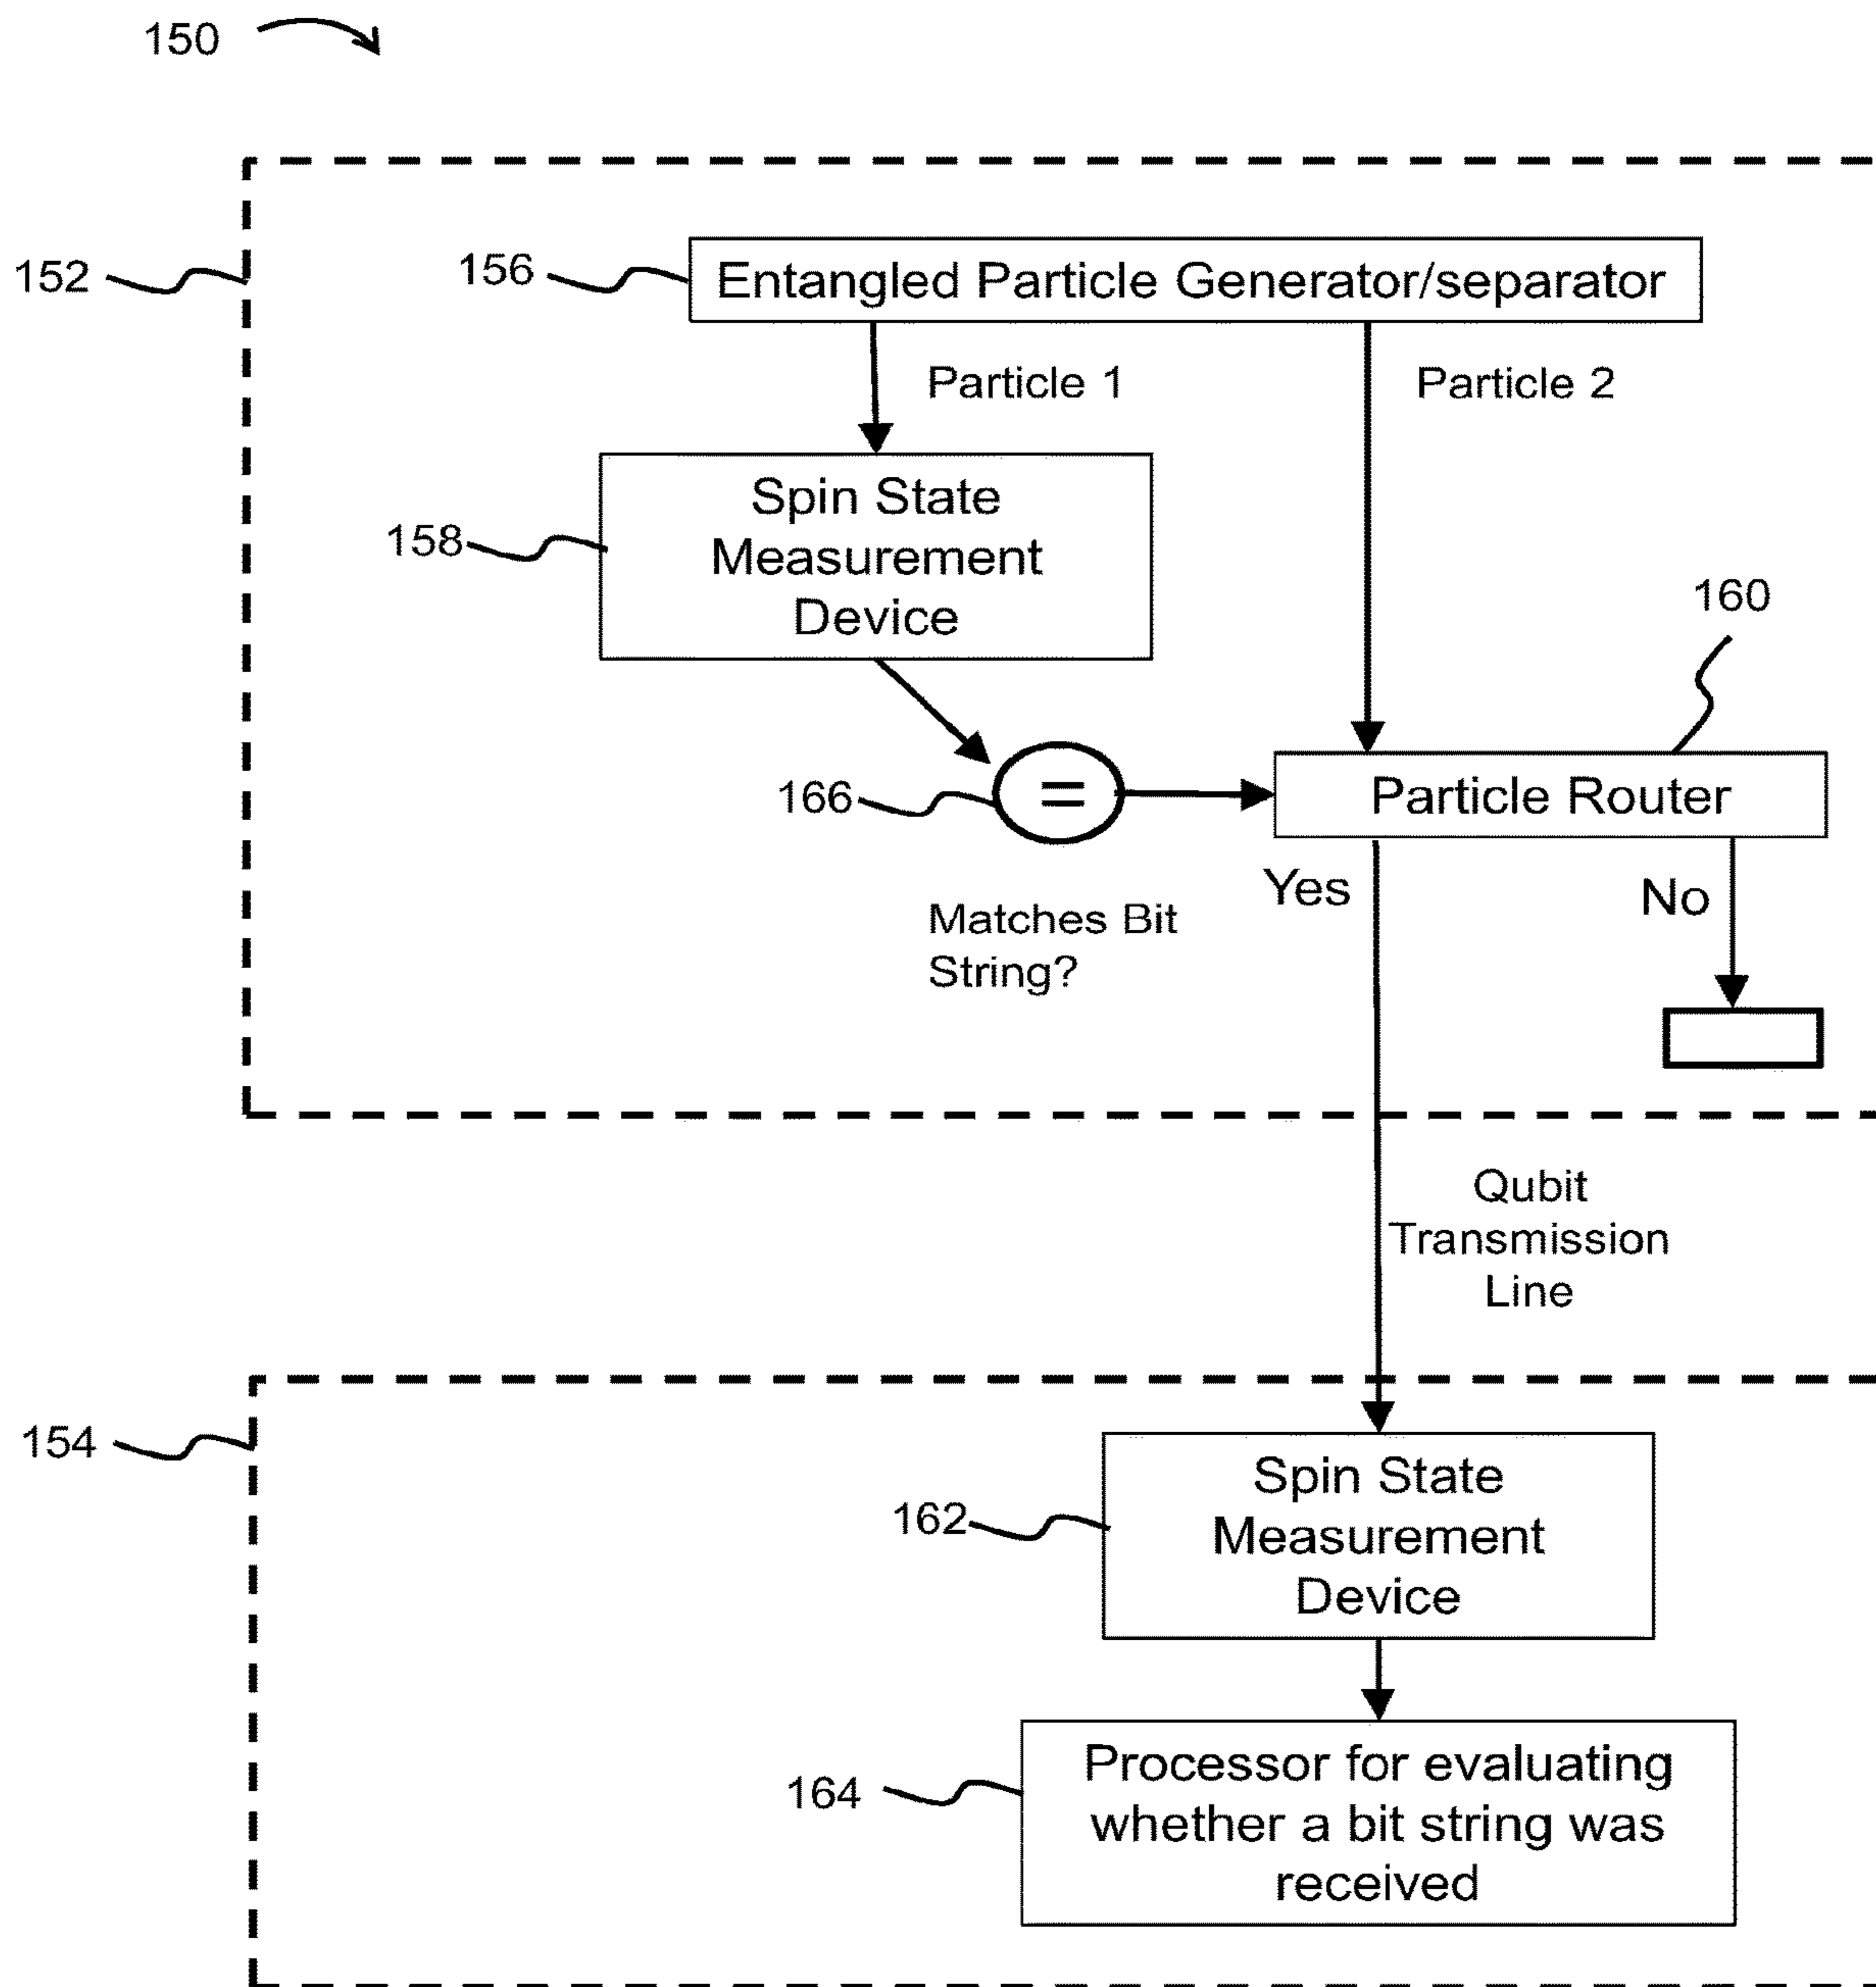 150
152
156
Entangled Particle Generator/separator
Particle 1
Particle 2
158
Spin State
Measurement
Device
160
166
=
Particle Router
Yes
No
Matches Bit
String?
Qubit
Transmission
Line
154
162
Spin State
Measurement
Device
164
Processor for evaluating
whether a bit string was
received